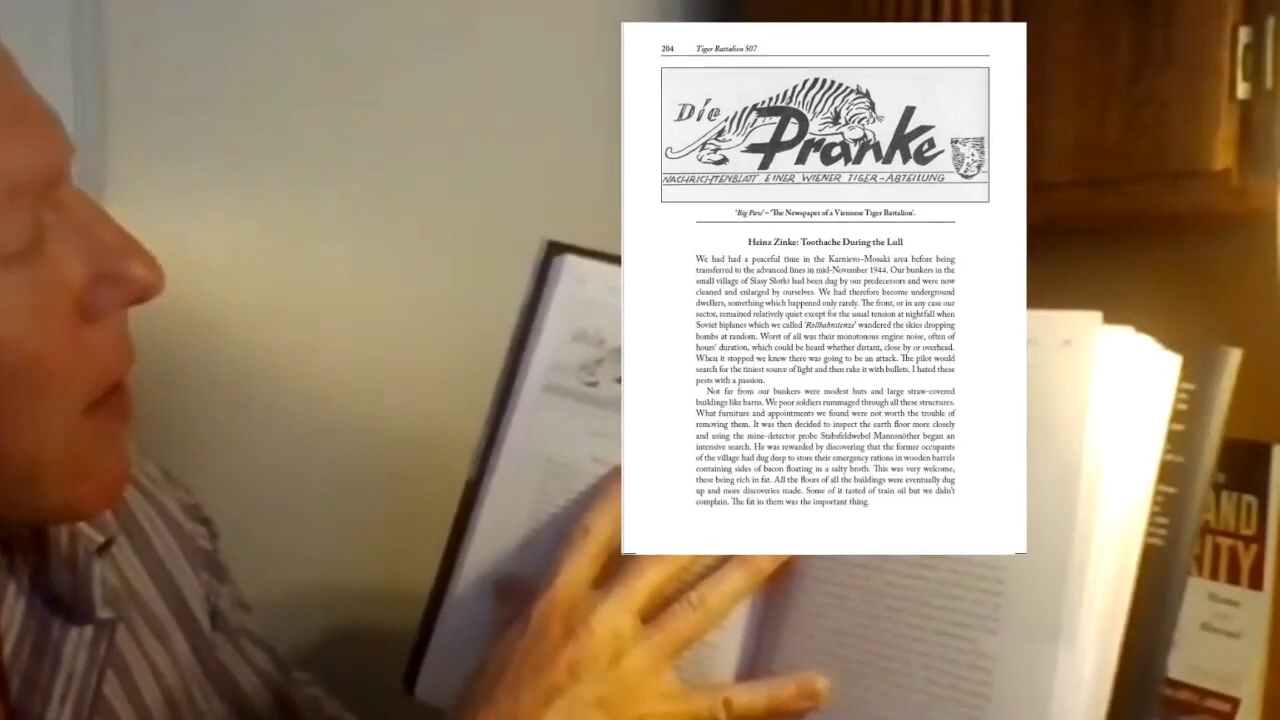 204 Tiger Battalion 507
Die
Pranke
NACHRICHTENBLATT EINER WIENER TIGER-ABTEILUNG
'Big Paw' – 'The Newspaper of a Viennese Tiger Battalion'.
Heinz Zinke: Toothache During the Lull
We had had a peaceful time in the Karniewo–Mosaki area before being
transferred to the advanced lines in mid-November 1944. Our bunkers in the
small village of Slasy Slotki had been dug by our predecessors and were now
cleaned and enlarged by ourselves. We had therefore become underground
dwellers, something which happened only rarely. The front, or in any case our
sector, remained relatively quiet except for the usual tension at nightfall when
Soviet biplanes which we called 'Rollbahnstenze' wandered the skies dropping
bombs at random. Worst of all was their monotonous engine noise, often of
hours' duration, which could be heard whether distant, close by or overhead.
When it stopped we knew there was going to be an attack. The pilot would
search for the tiniest source of light and then rake it with bullets. I hated these
pests with a passion.
Not far from our bunkers were modest huts and large straw-covered
buildings like barns. We poor soldiers rummaged through all these structures.
What furniture and appointments we found were not worth the trouble of
removing them. It was then decided to inspect the earth floor more closely
and using the mine-detector probe Stabsfeldwebel Mannsnöther began an
intensive search. He was rewarded by discovering that the former occupants
of the village had dug deep to store their emergency rations in wooden barrels
containing sides of bacon floating in a salty broth. This was very welcome,
these being rich in fat. All the floors of all the buildings were eventually dug
up and more discoveries made. Some of it tasted of train oil but we didn't
complain. The fat in them was the important thing.
AND